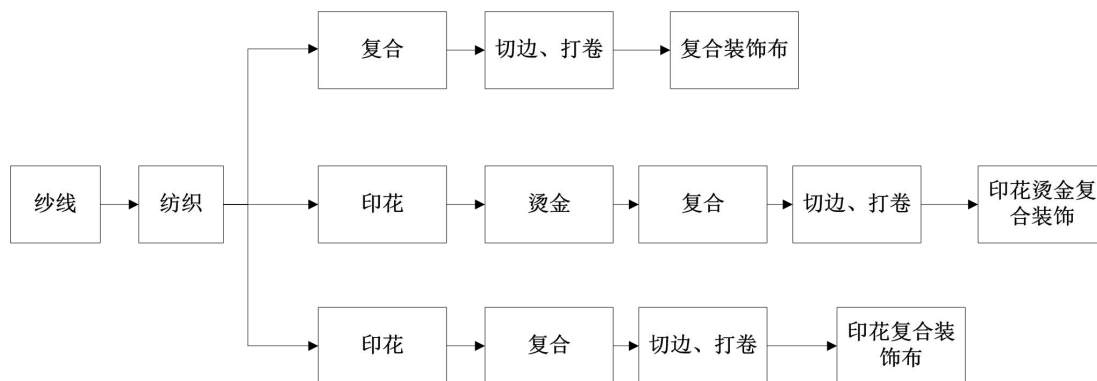 复合
切边、打卷
复合装饰布
纱线
纺织
印花
烫金
复合
切边、打卷
印花烫金复
合装饰
印花
复合
切边、打卷
印花复合装
饰布